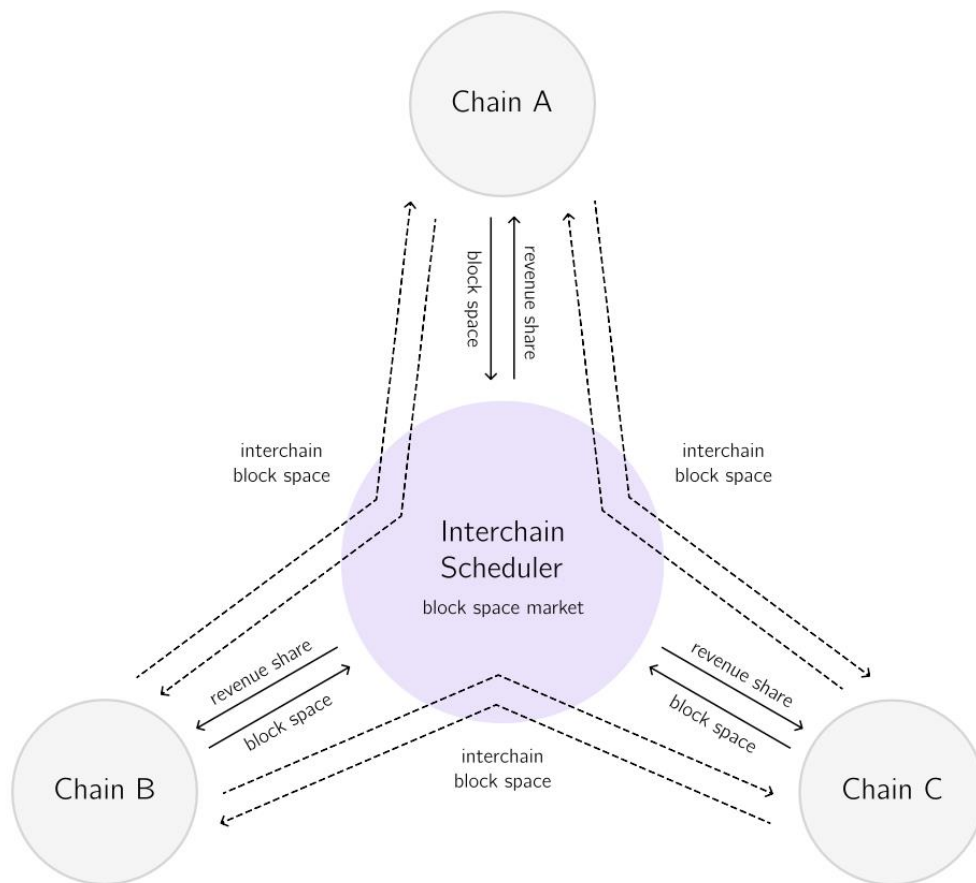 Chain A
block space
revenue share
interchain
block space
interchain
block space
Interchain
Scheduler
block space market
revenue share
block space
revenue share
block space
interchain
block space
Chain B
Chain C